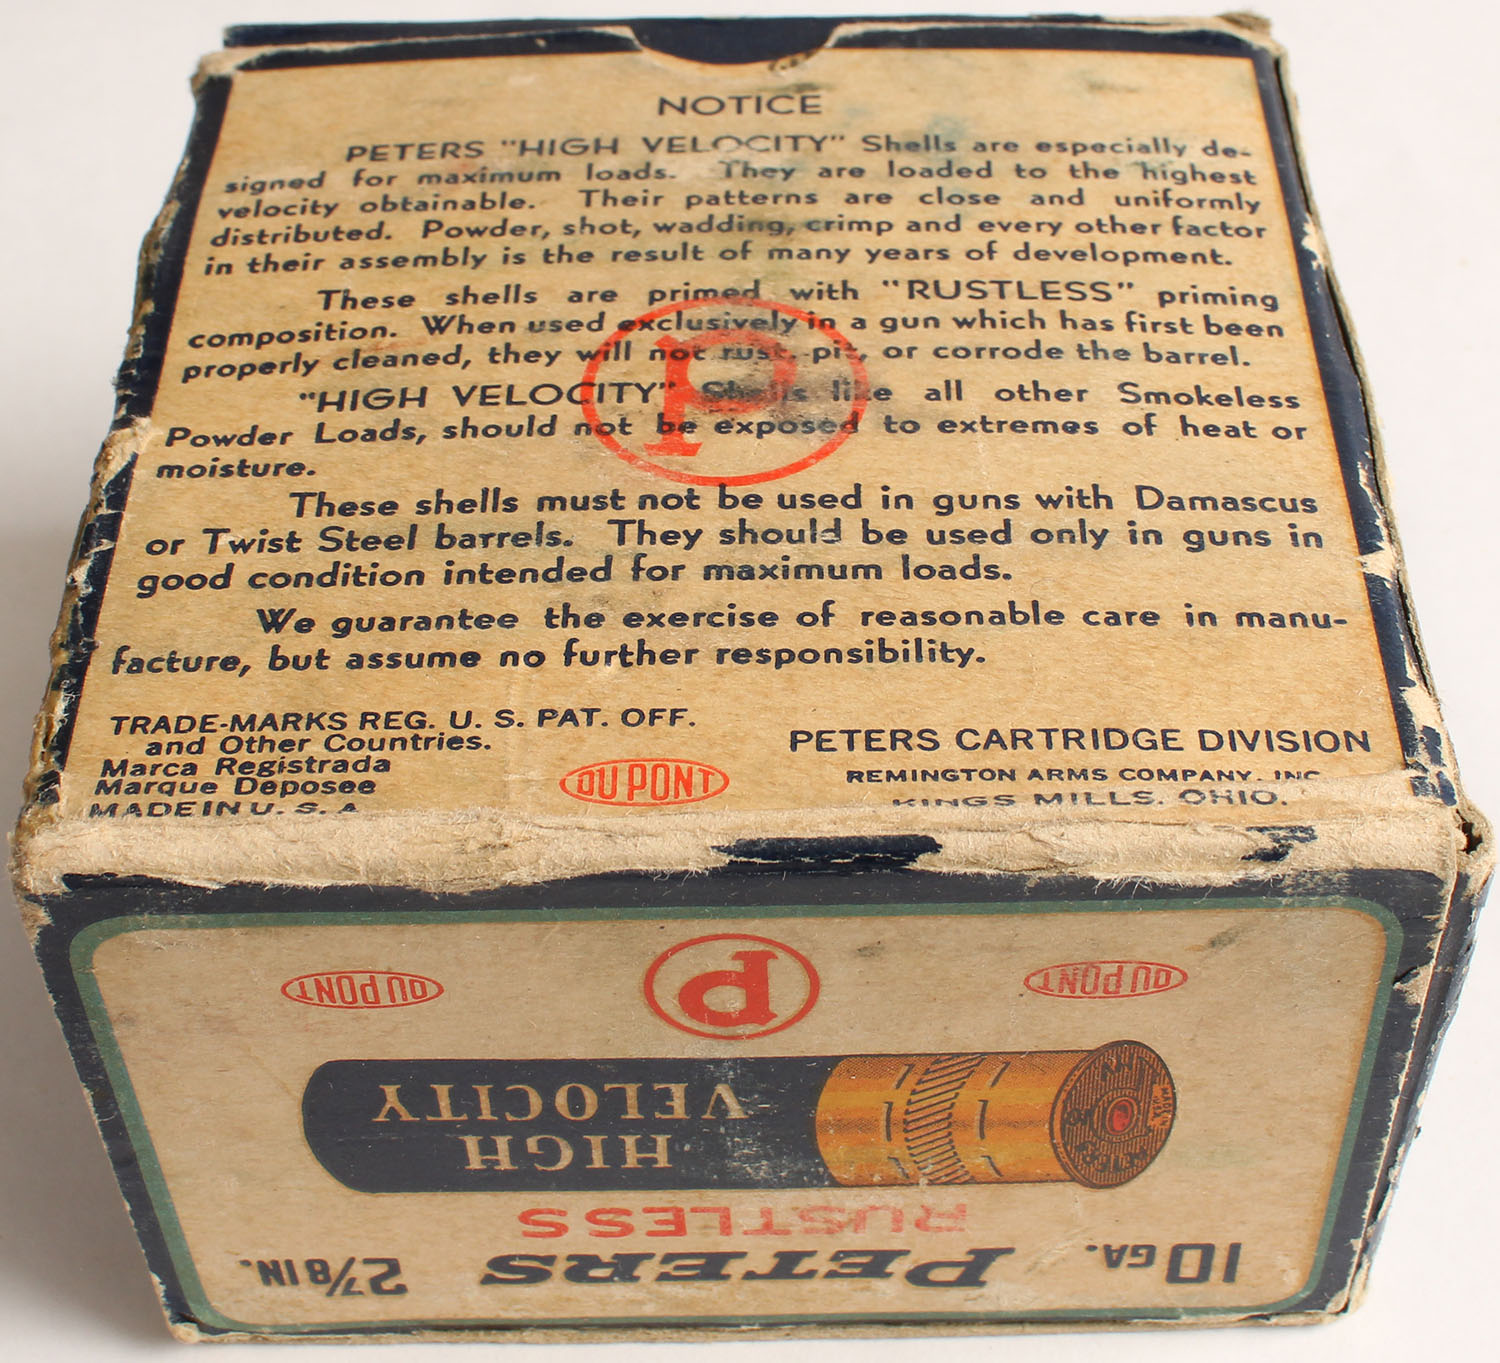 NOTICE
PETERS "HIGH VELOCITY" Shells are especially de-
signed for maximum loads. They are loaded to the highest
velocity obtainable. Their patterns are close and uniformly
distributed. Powder, shot, wadding, crimp and every other factor
in their assembly is the result of many years of development.
These shells are primed with "RUSTLESS" priming
composition. When used exclusively in a gun which has first been
properly cleaned, they will not rust, pit, or corrode the barrel.
"HIGH VELOCITY" Shells like all other Smokeless
Powder Loads, should not be exposed to extremes of heat or
moisture.
P
These shells must not be used in guns with Damascus
or Twist Steel barrels. They should be used only in guns in
good condition intended for maximum loads.
We guarantee the exercise of reasonable care in manu-
facture, but assume no further responsibility.
TRADE-MARKS REG. U. S. PAT. OFF.
and Other Countries.
Marca Registrada
Marque Deposee
MADE IN U. S. A
DU PONT
PETERS CARTRIDGE DIVISION
REMINGTON ARMS COMPANY, INC
KINGS MILLS, OHIO.
10 GA. PETERS 2 7/8 IN.
RUSTLESS
HIGH
VELOCITY
DU PONT P DU PONT